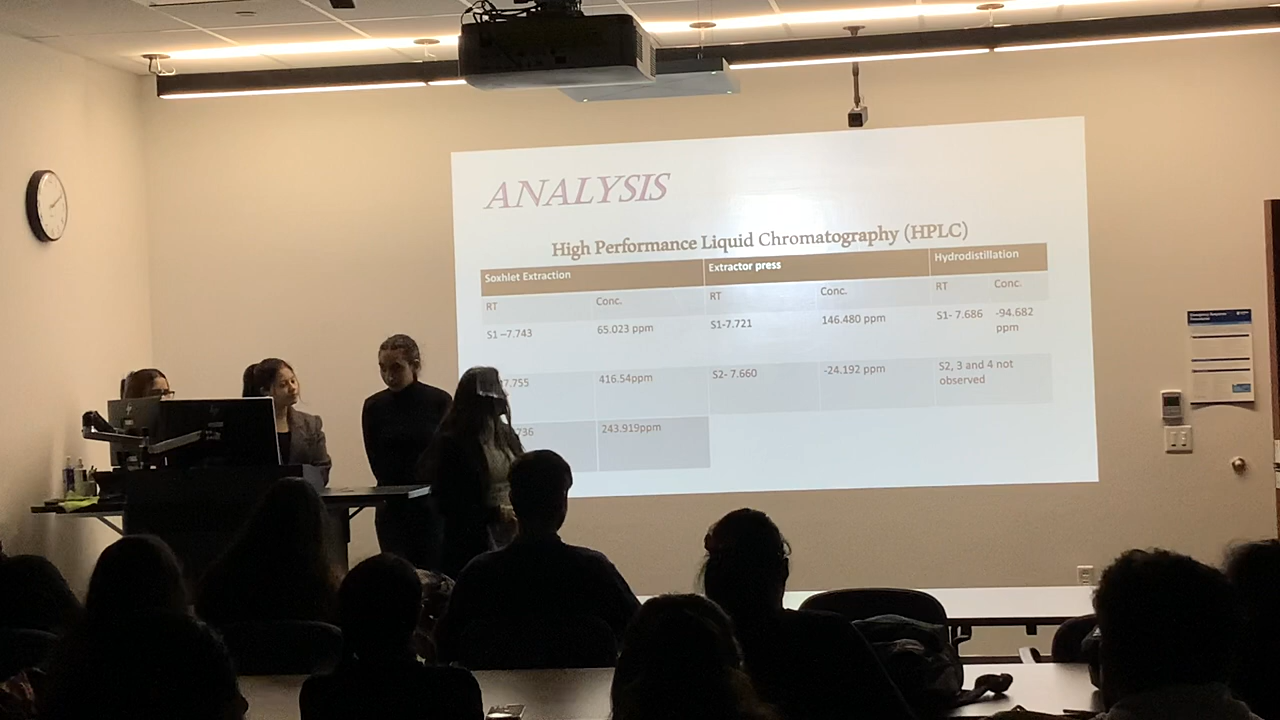 ANALYSIS
High Performance Liquid Chromatography (HPLC)
Soxhlet Extraction Extractor press Hydrodistillation
RT Conc. RT Conc. RT Conc.
S1 –7.743 65.023 ppm S1-7.721 146.480 ppm S1- 7.686 -94.682
ppm
7.755 416.54ppm S2- 7.660 -24.192 ppm S2, 3 and 4 not
observed
736 243.919ppm
hp